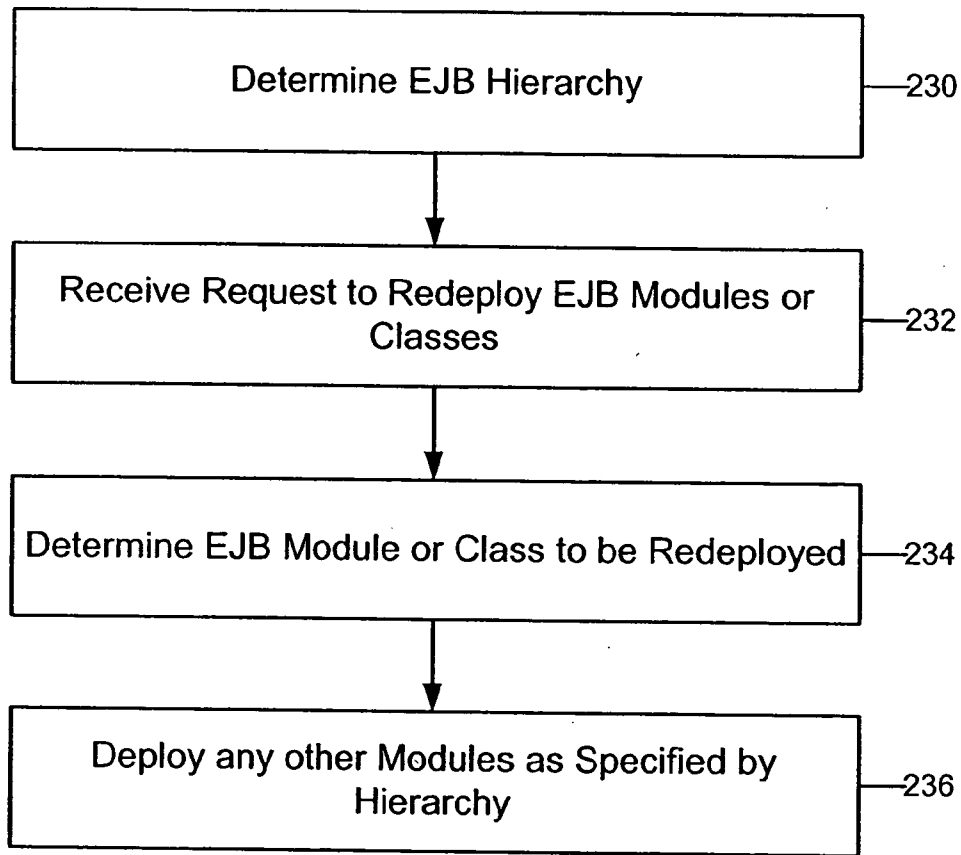 Determine EJB Hierarchy
230
Receive Request to Redeploy EJB Modules or
Classes
232
Determine EJB Module or Class to be Redeployed
234
Deploy any other Modules as Specified by
Hierarchy
236